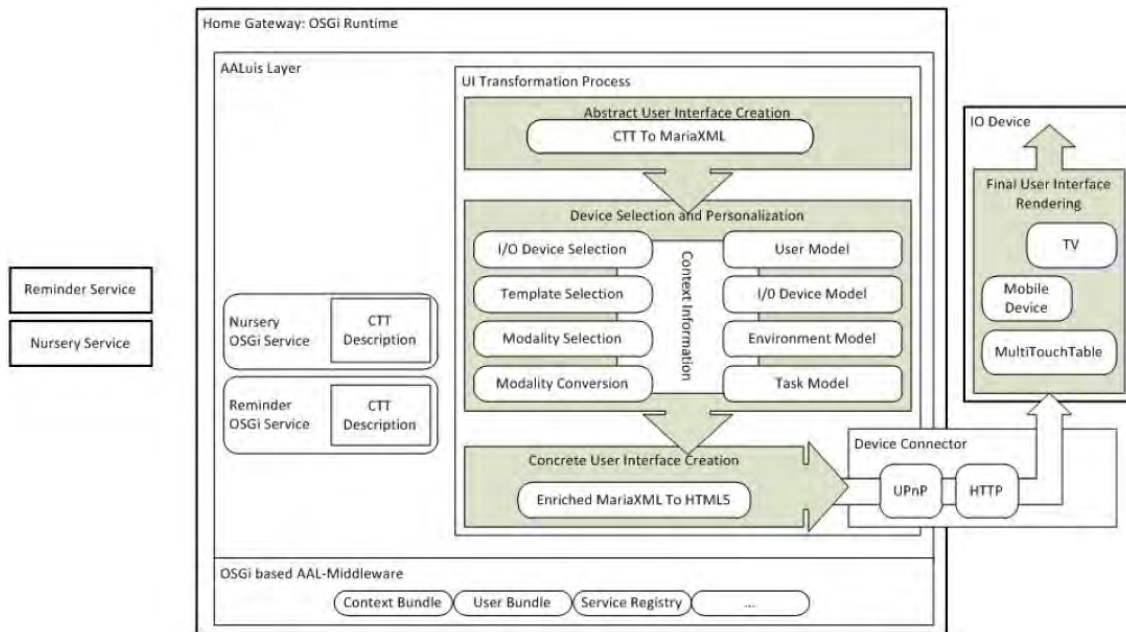 Home Gateway: OSGi Runtime
AALuis Layer
UI Transformation Process
Abstract User Interface Creation
CTT To MariaXML
Device Selection and Personalization
I/O Device Selection
Template Selection
Modality Selection
Modality Conversion
Context Information
User Model
I/0 Device Model
Environment Model
Task Model
Concrete User Interface Creation
Enriched MariaXML To HTML5
Reminder Service
Nursery Service
Nursery
OSGi Service
CTT
Description
Reminder
OSGi Service
CTT
Description
IO Device
Final User Interface
Rendering
TV
Mobile
Device
MultiTouchTable
Device Connector
UPnP
HTTP
OSGi based AAL-Middleware
Context Bundle
User Bundle
Service Registry
...